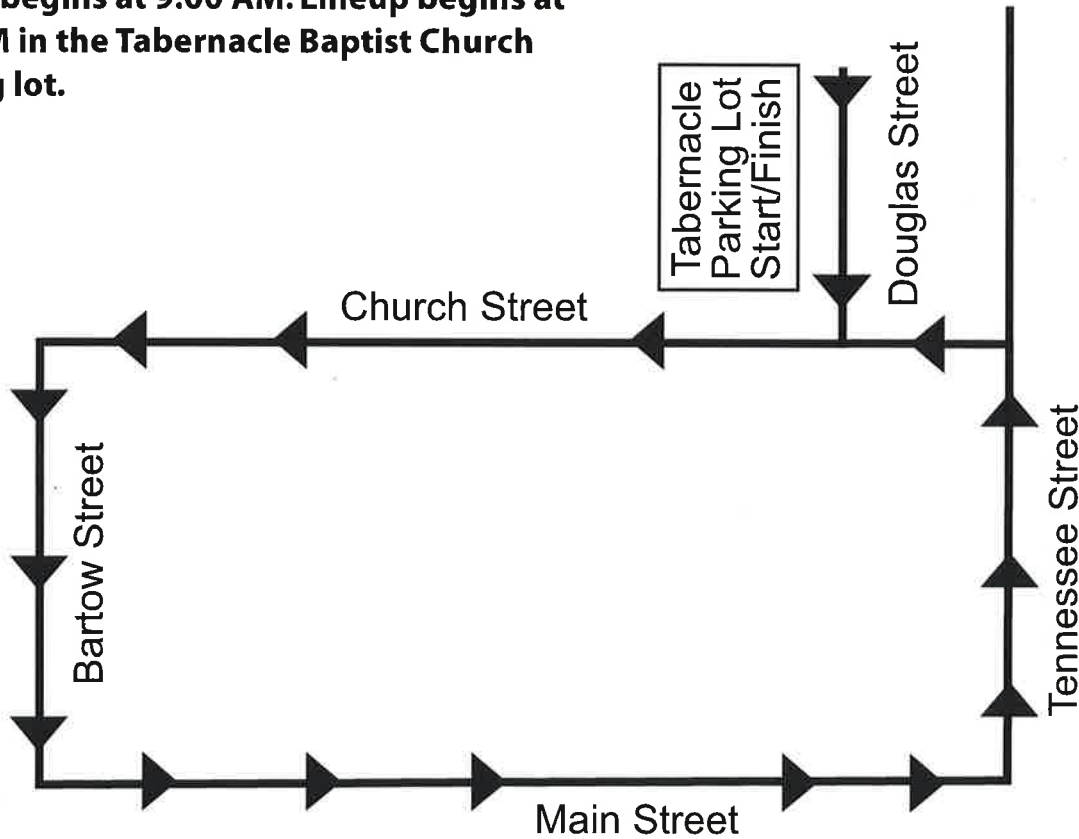 begins at 9:00 AM. Lineup begins at
in the Tabernacle Baptist Church
lot.
Tabernacle
Parking Lot
Start/Finish
Douglas Street
Church Street
Bartow Street
Tennessee Street
Main Street